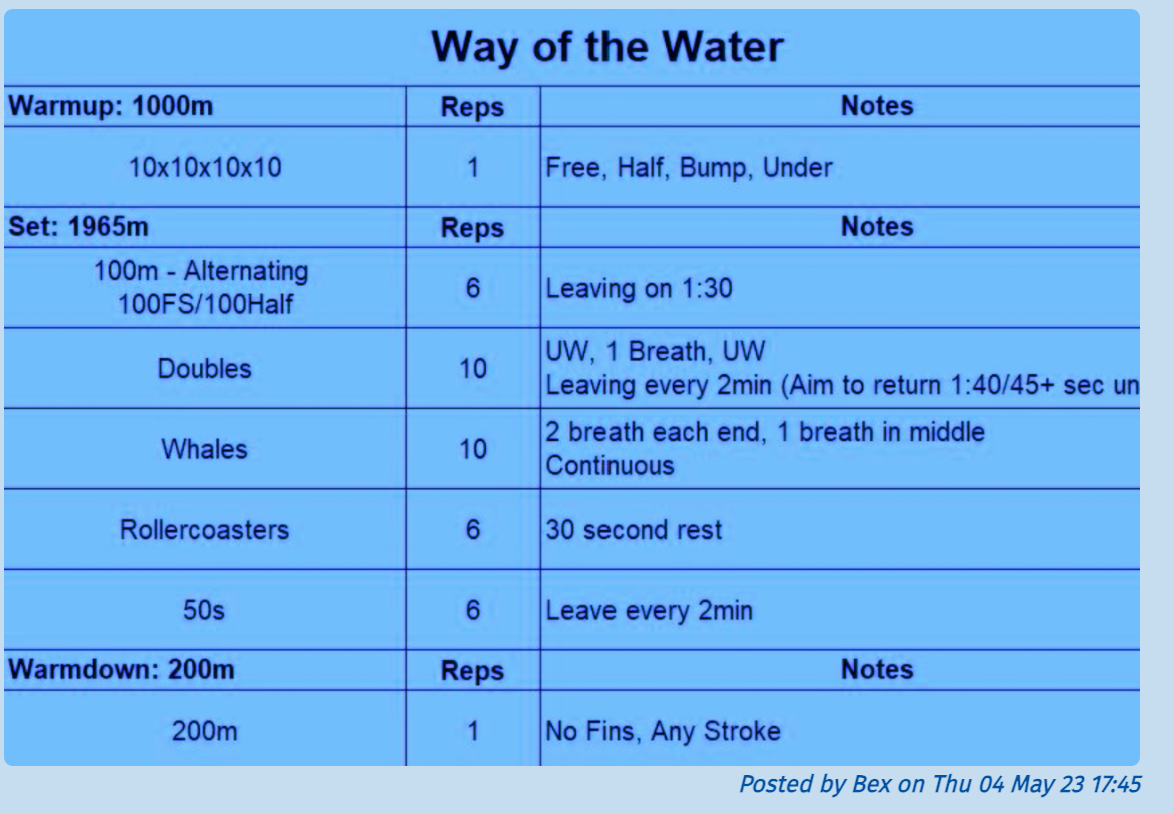 Way of the Water
Warmup: 1000m Reps Notes
10x10x10x10 1 Free, Half, Bump, Under
Set: 1965m Reps Notes
100m - Alternating
100FS/100Half 6 Leaving on 1:30
Doubles 10 UW, 1 Breath, UW
Leaving every 2min (Aim to return 1:40/45+ sec un
Whales 10 2 breath each end, 1 breath in middle
Continuous
Rollercoasters 6 30 second rest
50s 6 Leave every 2min
Warmdown: 200m Reps Notes
200m 1 No Fins, Any Stroke
Posted by Bex on Thu 04 May 23 17:45